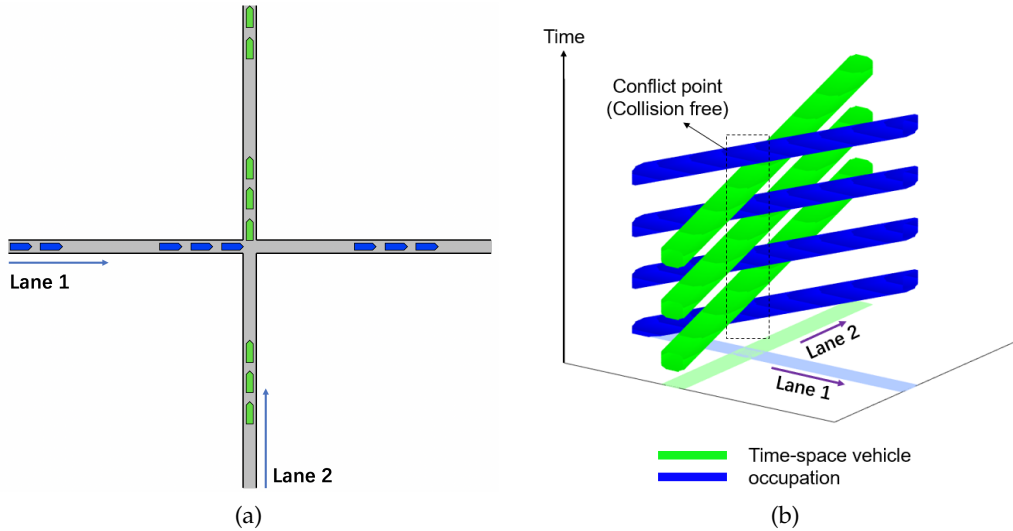 Lane 1
Lane 2
(a)
Time
Conflict point
(Collision free)
Lane 2
Lane 1
Time-space vehicle
occupation
(b)